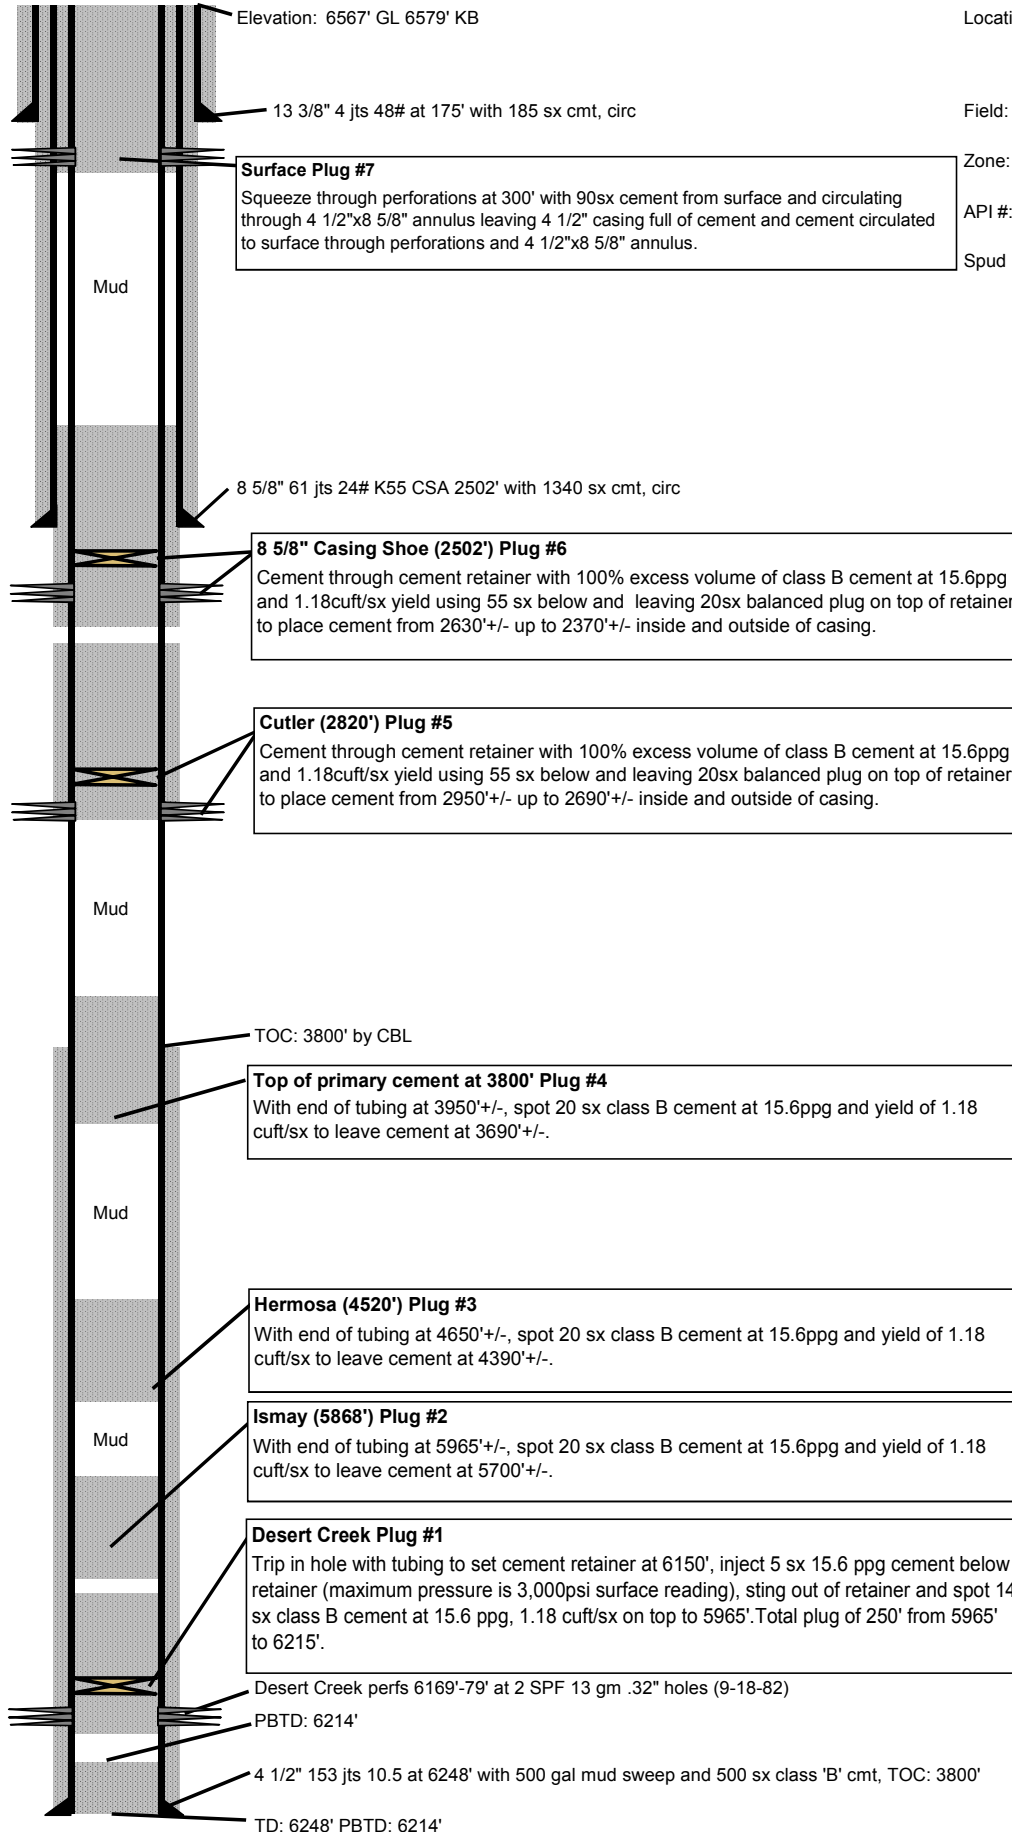 Elevation: 6567' GL 6579' KB
Locati
13 3/8" 4 jts 48# at 175' with 185 sx cmt, circ
Field:
Zone:
API #:
Spud
Surface Plug #7
Squeeze through perforations at 300' with 90sx cement from surface and circulating
through 4 1/2"x8 5/8" annulus leaving 4 1/2" casing full of cement and cement circulated
to surface through perforations and 4 1/2"x8 5/8" annulus.
Mud
8 5/8" 61 jts 24# K55 CSA 2502' with 1340 sx cmt, circ
8 5/8" Casing Shoe (2502') Plug #6
Cement through cement retainer with 100% excess volume of class B cement at 15.6ppg
and 1.18cuft/sx yield using 55 sx below and leaving 20sx balanced plug on top of retainer
to place cement from 2630'+/- up to 2370'+/- inside and outside of casing.
Cutler (2820') Plug #5
Cement through cement retainer with 100% excess volume of class B cement at 15.6ppg
and 1.18cuft/sx yield using 55 sx below and leaving 20sx balanced plug on top of retainer
to place cement from 2950'+/- up to 2690'+/- inside and outside of casing.
Mud
TOC: 3800' by CBL
Top of primary cement at 3800' Plug #4
With end of tubing at 3950'+/-, spot 20 sx class B cement at 15.6ppg and yield of 1.18
cuft/sx to leave cement at 3690'+/-.
Mud
Hermosa (4520') Plug #3
With end of tubing at 4650'+/-, spot 20 sx class B cement at 15.6ppg and yield of 1.18
cuft/sx to leave cement at 4390'+/-.
Mud
Ismay (5868') Plug #2
With end of tubing at 5965'+/-, spot 20 sx class B cement at 15.6ppg and yield of 1.18
cuft/sx to leave cement at 5700'+/-.
Desert Creek Plug #1
Trip in hole with tubing to set cement retainer at 6150', inject 5 sx 15.6 ppg cement below
retainer (maximum pressure is 3,000psi surface reading), sting out of retainer and spot 14
sx class B cement at 15.6 ppg, 1.18 cuft/sx on top to 5965'.Total plug of 250' from 5965'
to 6215'.
Desert Creek perfs 6169'-79' at 2 SPF 13 gm .32" holes (9-18-82)
PBTD: 6214'
4 1/2" 153 jts 10.5 at 6248' with 500 gal mud sweep and 500 sx class 'B' cmt, TOC: 3800'
TD: 6248' PBTD: 6214'